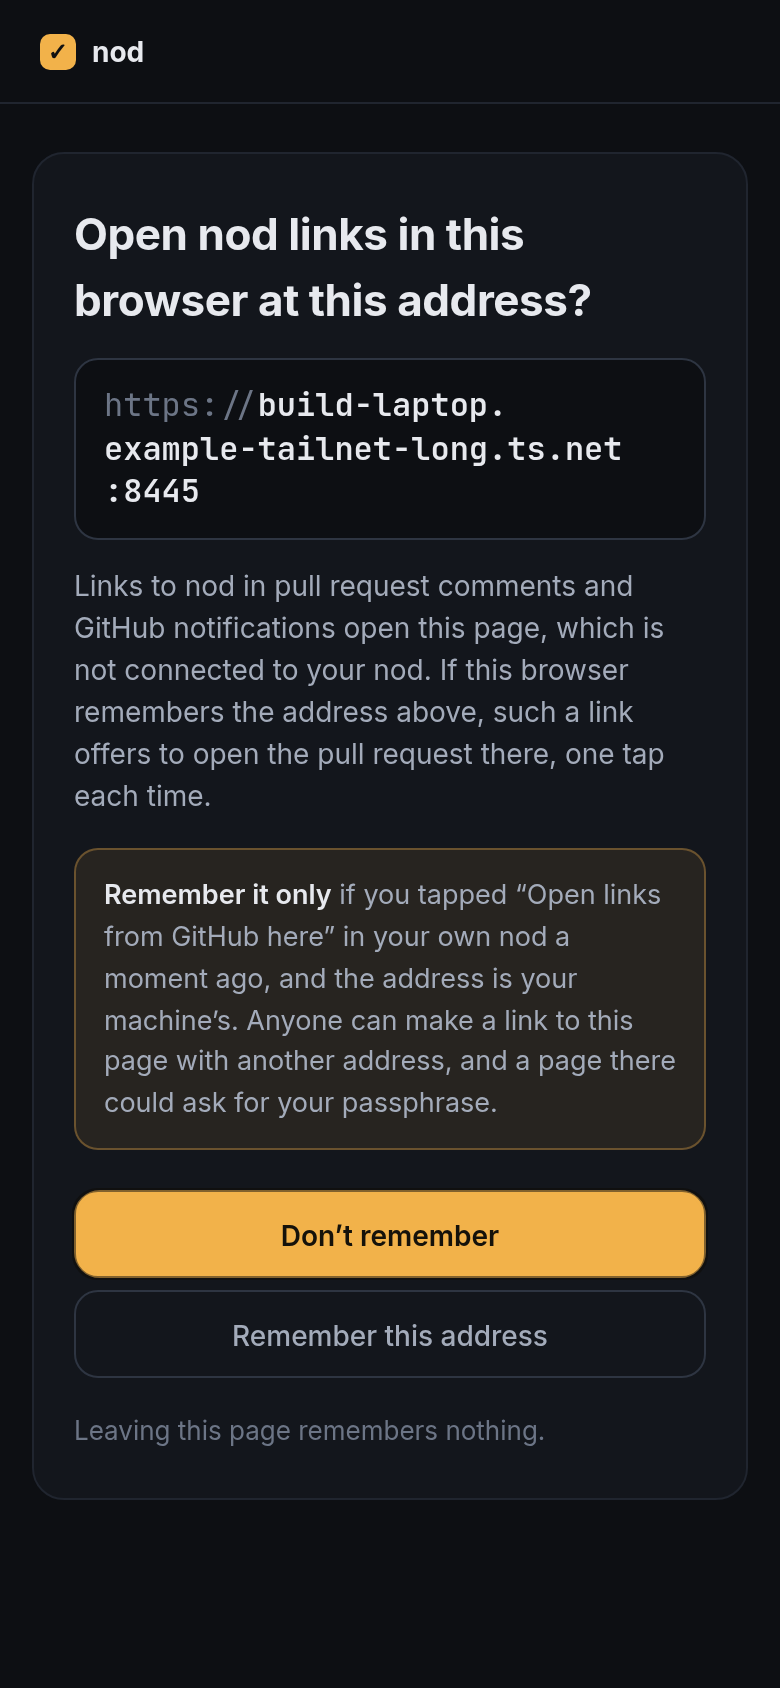 ✓ nod
Open nod links in this
browser at this address?
https://build-laptop.
example-tailnet-long.ts.net
:8445
Links to nod in pull request comments and
GitHub notifications open this page, which is
not connected to your nod. If this browser
remembers the address above, such a link
offers to open the pull request there, one tap
each time.
Remember it only if you tapped “Open links
from GitHub here” in your own nod a
moment ago, and the address is your
machine’s. Anyone can make a link to this
page with another address, and a page there
could ask for your passphrase.
Don’t remember
Remember this address
Leaving this page remembers nothing.